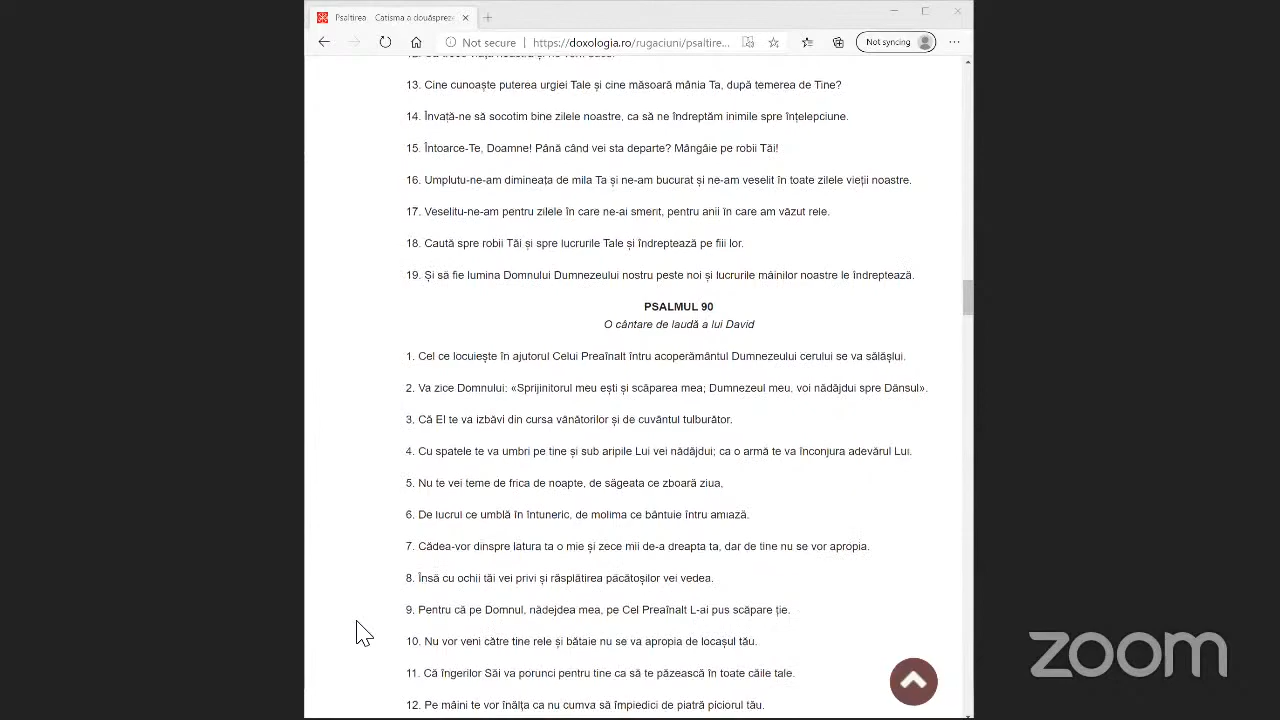 Psaltirea Catisma a douăsprez
Not secure
https://doxologia.ro/rugaciuni/psaltire...
Not syncing
13. Cine cunoaște puterea urgiei Tale și cine măsoară mânia Ta, după temerea de Tine?
14. Învață-ne să socotim bine zilele noastre, ca să ne îndreptăm inimile spre înțelepciune.
15. Întoarce-Te, Doamne! Până când vei sta departe? Mângâie pe robii Tăi!
16. Umplutu-ne-am dimineața de mila Ta și ne-am bucurat și ne-am veselit în toate zilele vieții noastre.
17. Veselitu-ne-am pentru zilele în care ne-ai smerit, pentru anii în care am văzut rele.
18. Caută spre robii Tăi și spre lucrurile Tale și îndreptează pe fiii lor.
19. Și să fie lumina Domnului Dumnezeului nostru peste noi și lucrurile mâinilor noastre le îndreptează.
PSALMUL 90
O cântare de laudă a lui David
1. Cel ce locuiește în ajutorul Celui Preaînalt întru acoperământul Dumnezeului cerului se va sălășlui.
2. Va zice Domnului: «Sprijinitorul meu ești și scăparea mea; Dumnezeul meu, voi nădăjdui spre Dânsul».
3. Că El te va izbăvi din cursa vânătorilor și de cuvântul tulburător.
4. Cu spatele te va umbri pe tine și sub aripile Lui vei nădăjdui; ca o armă te va înconjura adevărul Lui.
5. Nu te vei teme de frica de noapte, de săgeata ce zboară ziua,
6. De lucrul ce umblă în întuneric, de molima ce bântuie întru amiază.
7. Cădea-vor dinspre latura ta o mie și zece mii de-a dreapta ta, dar de tine nu se vor apropia.
8. Însă cu ochii tăi vei privi și răsplătirea păcătoșilor vei vedea.
9. Pentru că pe Domnul, nădejdea mea, pe Cel Preaînalt L-ai pus scăpare ție.
10. Nu vor veni către tine rele și bătaie nu se va apropia de locașul tău.
11. Că îngerilor Săi va porunci pentru tine ca să te păzească în toate căile tale.
12. Pe mâini te vor înălța ca nu cumva să împiedici de piatră piciorul tău.
zoom